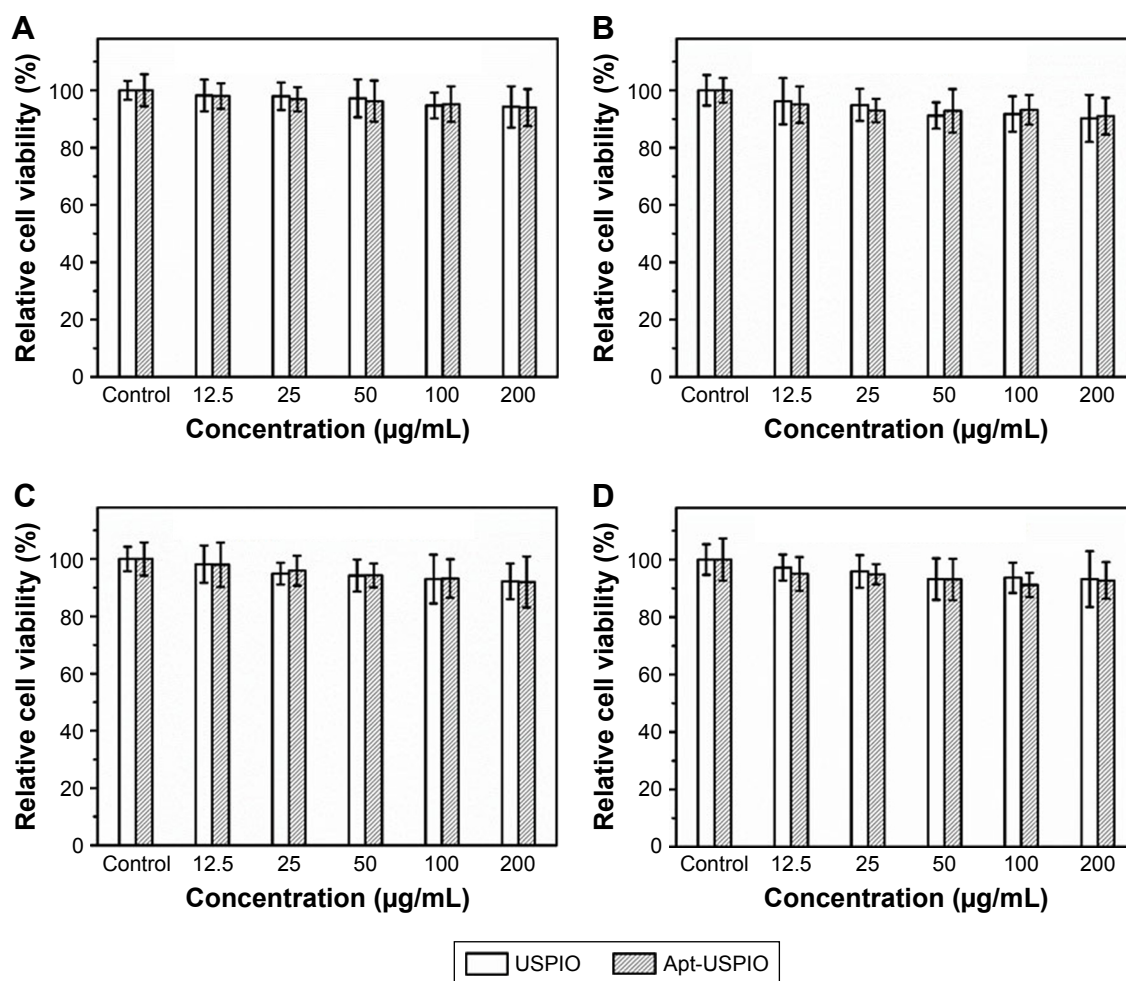 A
Relative cell viability (%)
100
80
60
40
20
0
Control 12.5 25 50 100 200
Concentration (µg/mL)
B
Relative cell viability (%)
100
80
60
40
20
0
Control 12.5 25 50 100 200
Concentration (µg/mL)
C
Relative cell viability (%)
100
80
60
40
20
0
Control 12.5 25 50 100 200
Concentration (µg/mL)
D
Relative cell viability (%)
100
80
60
40
20
0
Control 12.5 25 50 100 200
Concentration (µg/mL)
USPIO Apt-USPIO